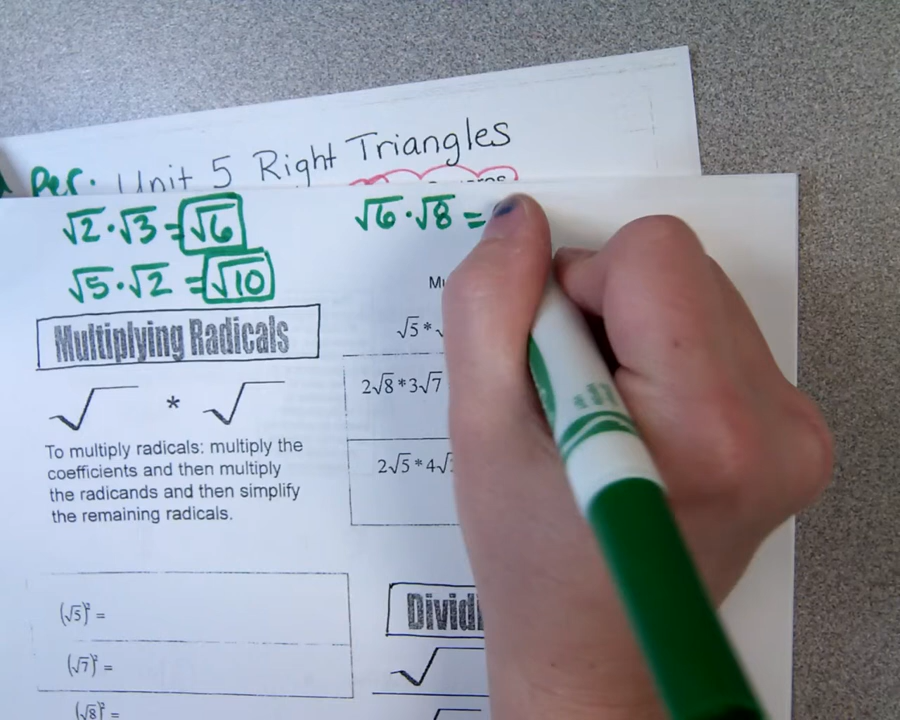 Per. Unit 5 Right Triangles
√2·√3=√6
√5·√2=√10
√6·√8=
Multiplying Radicals
√ * √
To multiply radicals: multiply the
coefficients and then multiply
the radicands and then simplify
the remaining radicals.
√5*
2√8*3√7
2√5*4√
(√5)²=
(√7)²=
(√8)²=
√